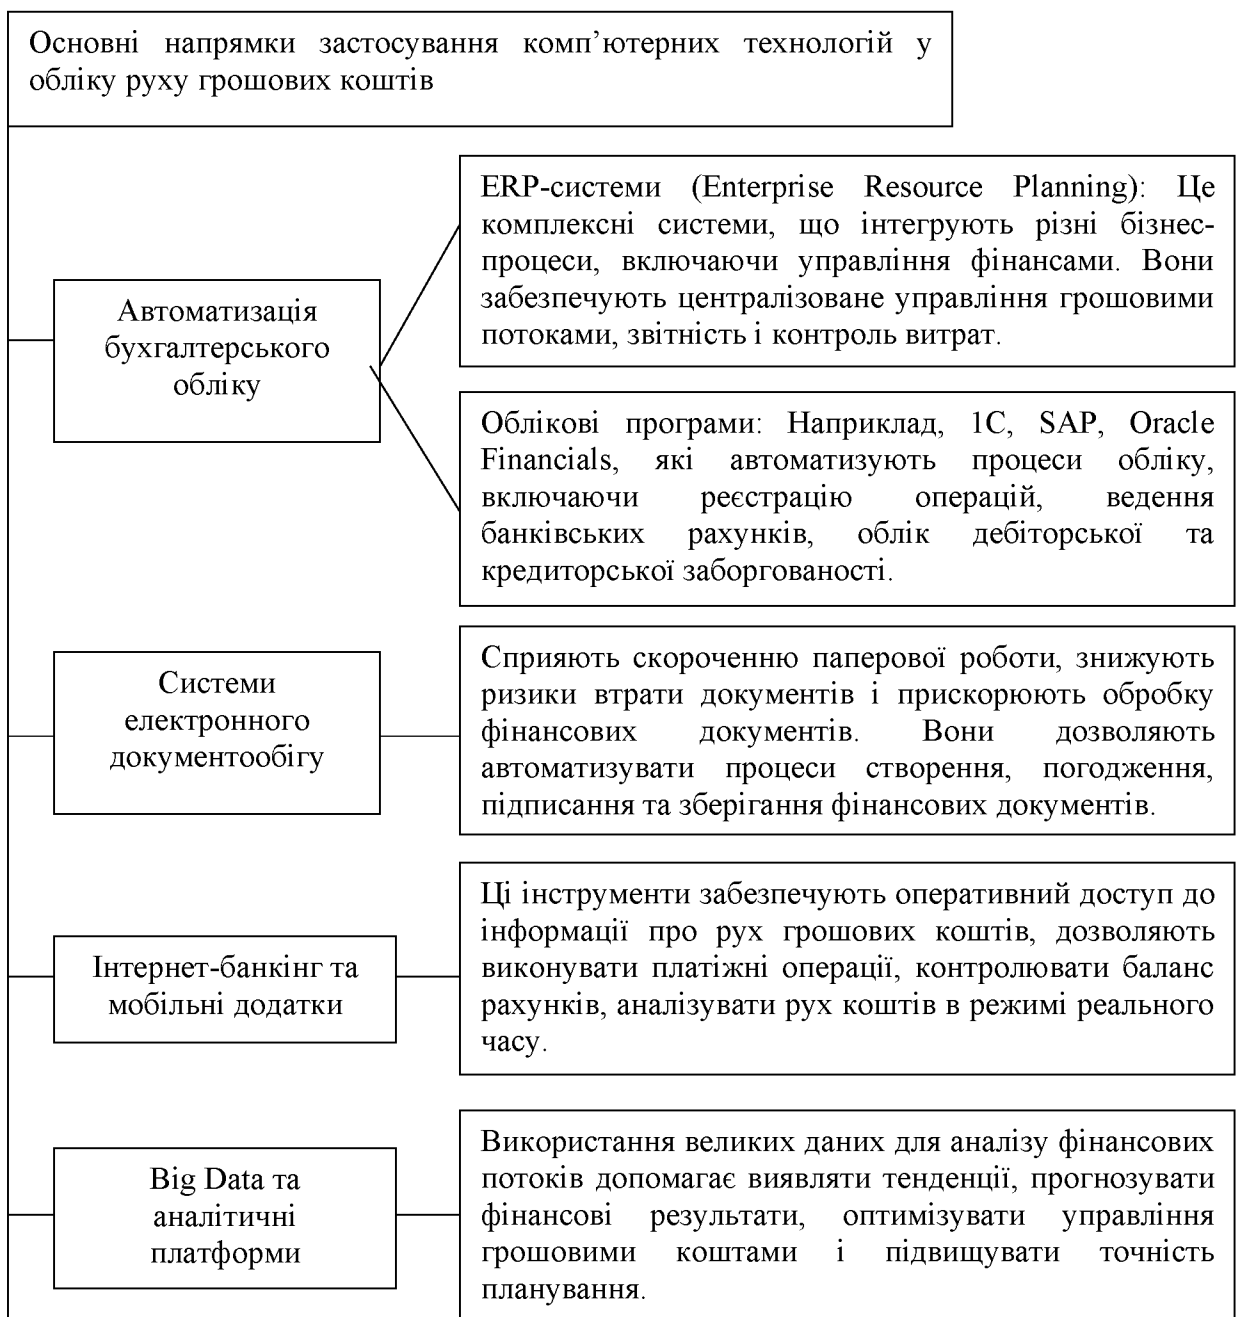 Основні напрямки застосування комп’ютерних технологій у
обліку руху грошових коштів
Автоматизація
бухгалтерського
обліку
ERP-системи (Enterprise Resource Planning): Це
комплексні системи, що інтегрують різні бізнес-
процеси, включаючи управління фінансами. Вони
забезпечують централізоване управління грошовими
потоками, звітність і контроль витрат.
Облікові програми: Наприклад, 1С, SAP, Oracle
Financials, які автоматизують процеси обліку,
включаючи реєстрацію операцій, ведення
банківських рахунків, облік дебіторської та
кредиторської заборгованості.
Системи
електронного
документообігу
Сприяють скороченню паперової роботи, знижують
ризики втрати документів і прискорюють обробку
фінансових документів. Вони дозволяють
автоматизувати процеси створення, погодження,
підписання та зберігання фінансових документів.
Інтернет-банкінг та
мобільні додатки
Ці інструменти забезпечують оперативний доступ до
інформації про рух грошових коштів, дозволяють
виконувати платіжні операції, контролювати баланс
рахунків, аналізувати рух коштів в режимі реального
часу.
Big Data та
аналітичні
платформи
Використання великих даних для аналізу фінансових
потоків допомагає виявляти тенденції, прогнозувати
фінансові результати, оптимізувати управління
грошовими коштами і підвищувати точність
планування.